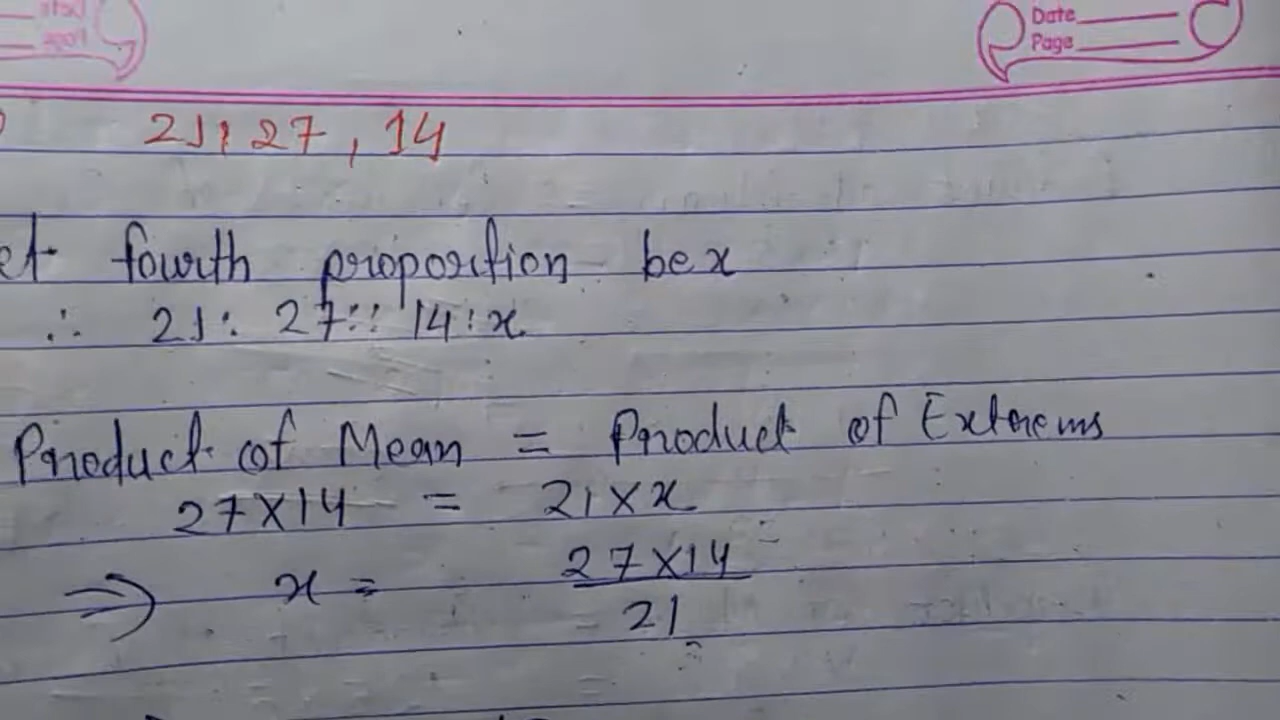 Date
Page
21, 27, 14
et fourth proportion be x
∴ 21: 27:: 14:x
Product of Mean = Product of Extrems
27×14 = 21×x
⇒ x = 27×14
21